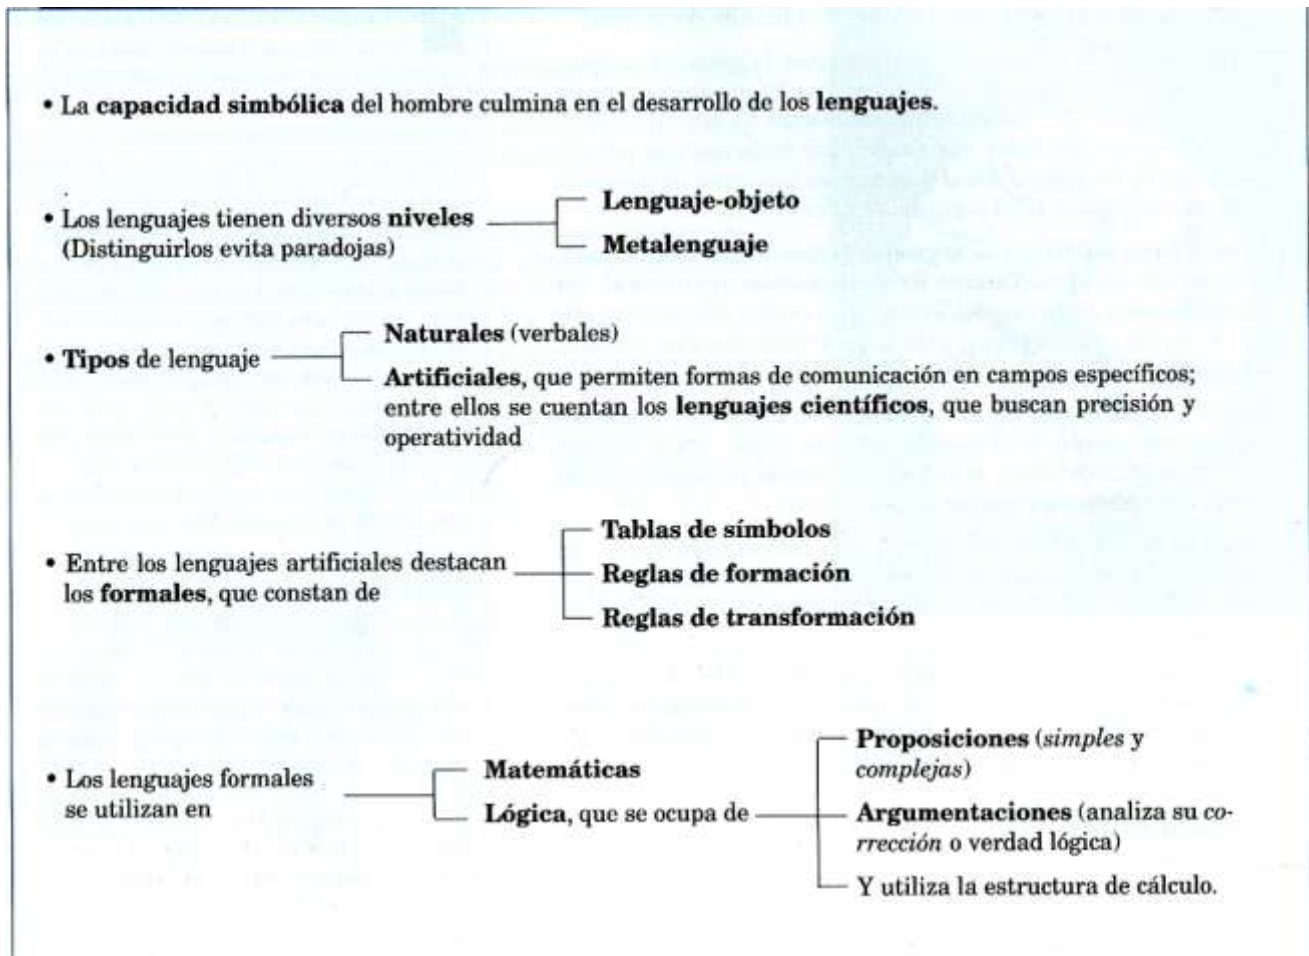 • La capacidad simbólica del hombre culmina en el desarrollo de los lenguajes.
• Los lenguajes tienen diversos niveles
(Distinguirlos evita paradojas)
Lenguaje-objeto
Metalenguaje
• Tipos de lenguaje
Naturales (verbales)
Artificiales, que permiten formas de comunicación en campos específicos;
entre ellos se cuentan los lenguajes científicos, que buscan precisión y
operatividad
• Entre los lenguajes artificiales destacan
los formales, que constan de
Tablas de símbolos
Reglas de formación
Reglas de transformación
• Los lenguajes formales
se utilizan en
Matemáticas
Lógica, que se ocupa de
Proposiciones (simples y
complejas)
Argumentaciones (analiza su co-
rrección o verdad lógica)
Y utiliza la estructura de cálculo.